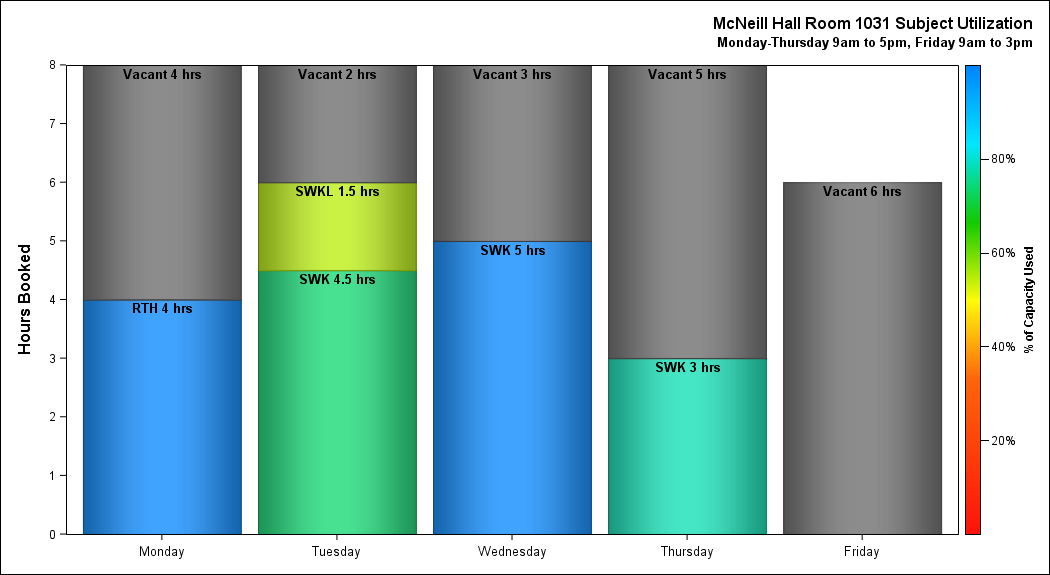 McNeill Hall Room 1031 Subject Utilization
Monday-Thursday 9am to 5pm, Friday 9am to 3pm
Hours Booked
8
7
6
5
4
3
2
1
0
Vacant 4 hrs
RTH 4 hrs
Vacant 2 hrs
SWKL 1.5 hrs
SWK 4.5 hrs
Vacant 3 hrs
SWK 5 hrs
Vacant 5 hrs
SWK 3 hrs
Vacant 6 hrs
Monday
Tuesday
Wednesday
Thursday
Friday
80%
60%
40%
20%
% of Capacity Used